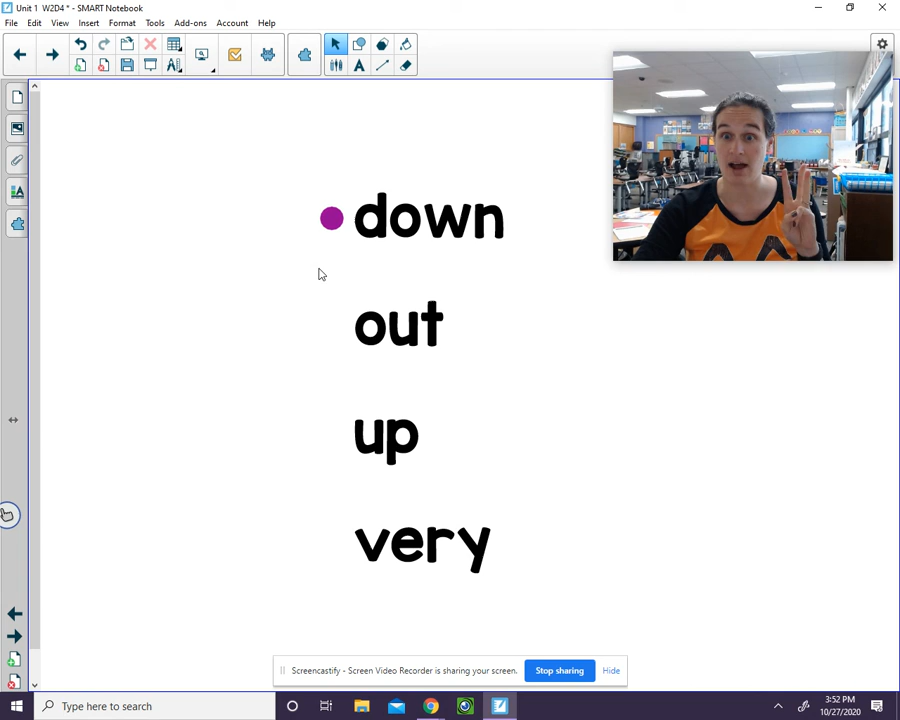 Unit 1 W2D4 * - SMART Notebook
File Edit View Insert Format Tools Add-ons Account Help
down
out
up
very
Screencastify - Screen Video Recorder is sharing your screen. Stop sharing Hide
Type here to search
3:52 PM
10/27/2020